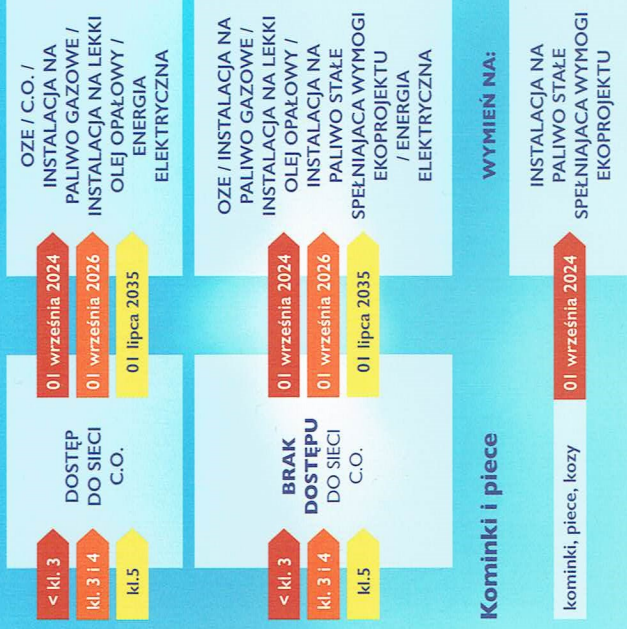 < kl. 3
kl. 3 i 4
kl.5
DOSTĘP
DO SIECI
C.O.
01 września 2024
01 września 2026
01 lipca 2035
OZE / C.O. /
INSTALACJA NA
PALIWO GAZOWE /
INSTALACJA NA LEKKI
OLEJ OPAŁOWY /
ENERGIA
ELEKTRYCZNA
< kl. 3
kl. 3 i 4
kl.5
BRAK
DOSTĘPU
DO SIECI
C.O.
01 września 2024
01 września 2026
01 lipca 2035
OZE / INSTALACJA NA
PALIWO GAZOWE /
INSTALACJA NA LEKKI
OLEJ OPAŁOWY /
INSTALACJA NA
PALIWO STAŁE
SPEŁNIAJACA WYMOGI
EKOPROJEKTU
/ ENERGIA
ELEKTRYCZNA
Kominki i piece
WYMIEŃ NA:
kominki, piece, kozy
01 września 2024
INSTALACJA NA
PALIWO STAŁE
SPEŁNIAJACA WYMOGI
EKOPROJEKTU